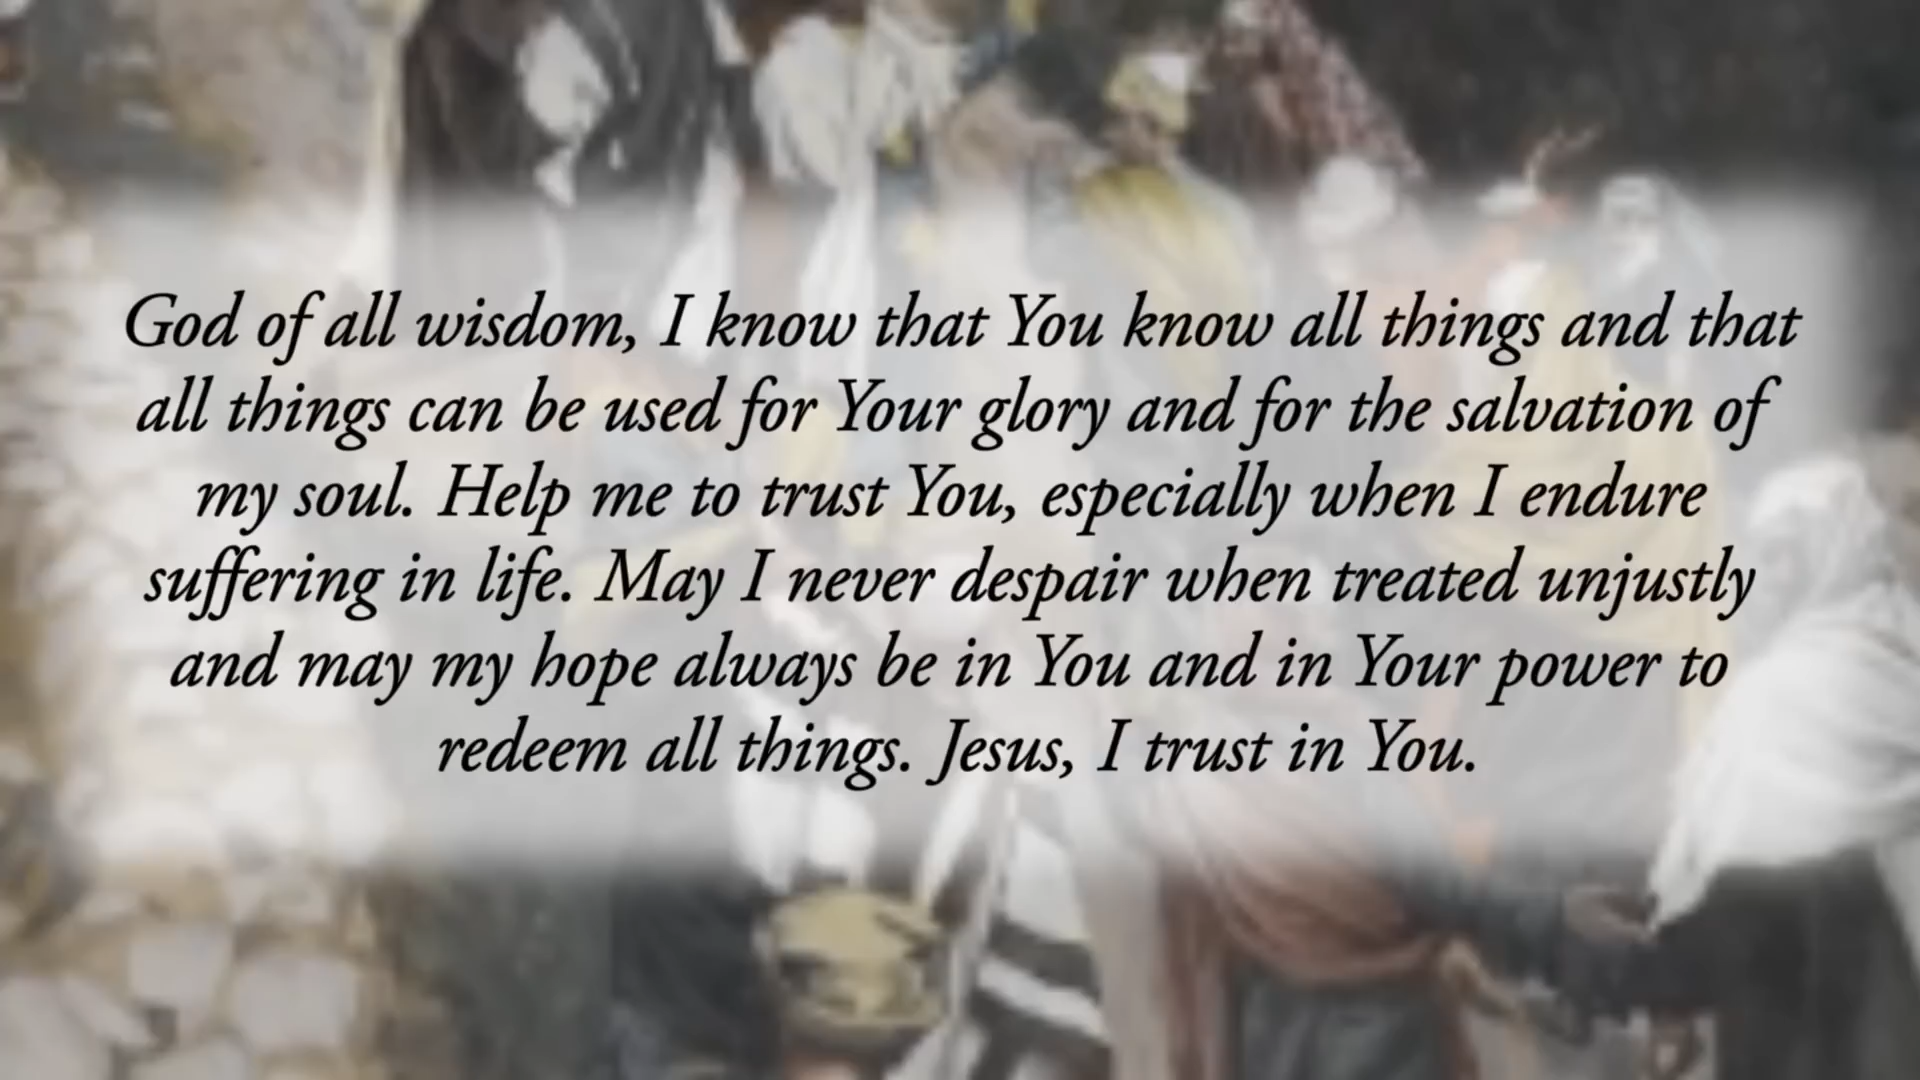 God of all wisdom, I know that You know all things and that
all things can be used for Your glory and for the salvation of
my soul. Help me to trust You, especially when I endure
suffering in life. May I never despair when treated unjustly
and may my hope always be in You and in Your power to
redeem all things. Jesus, I trust in You.